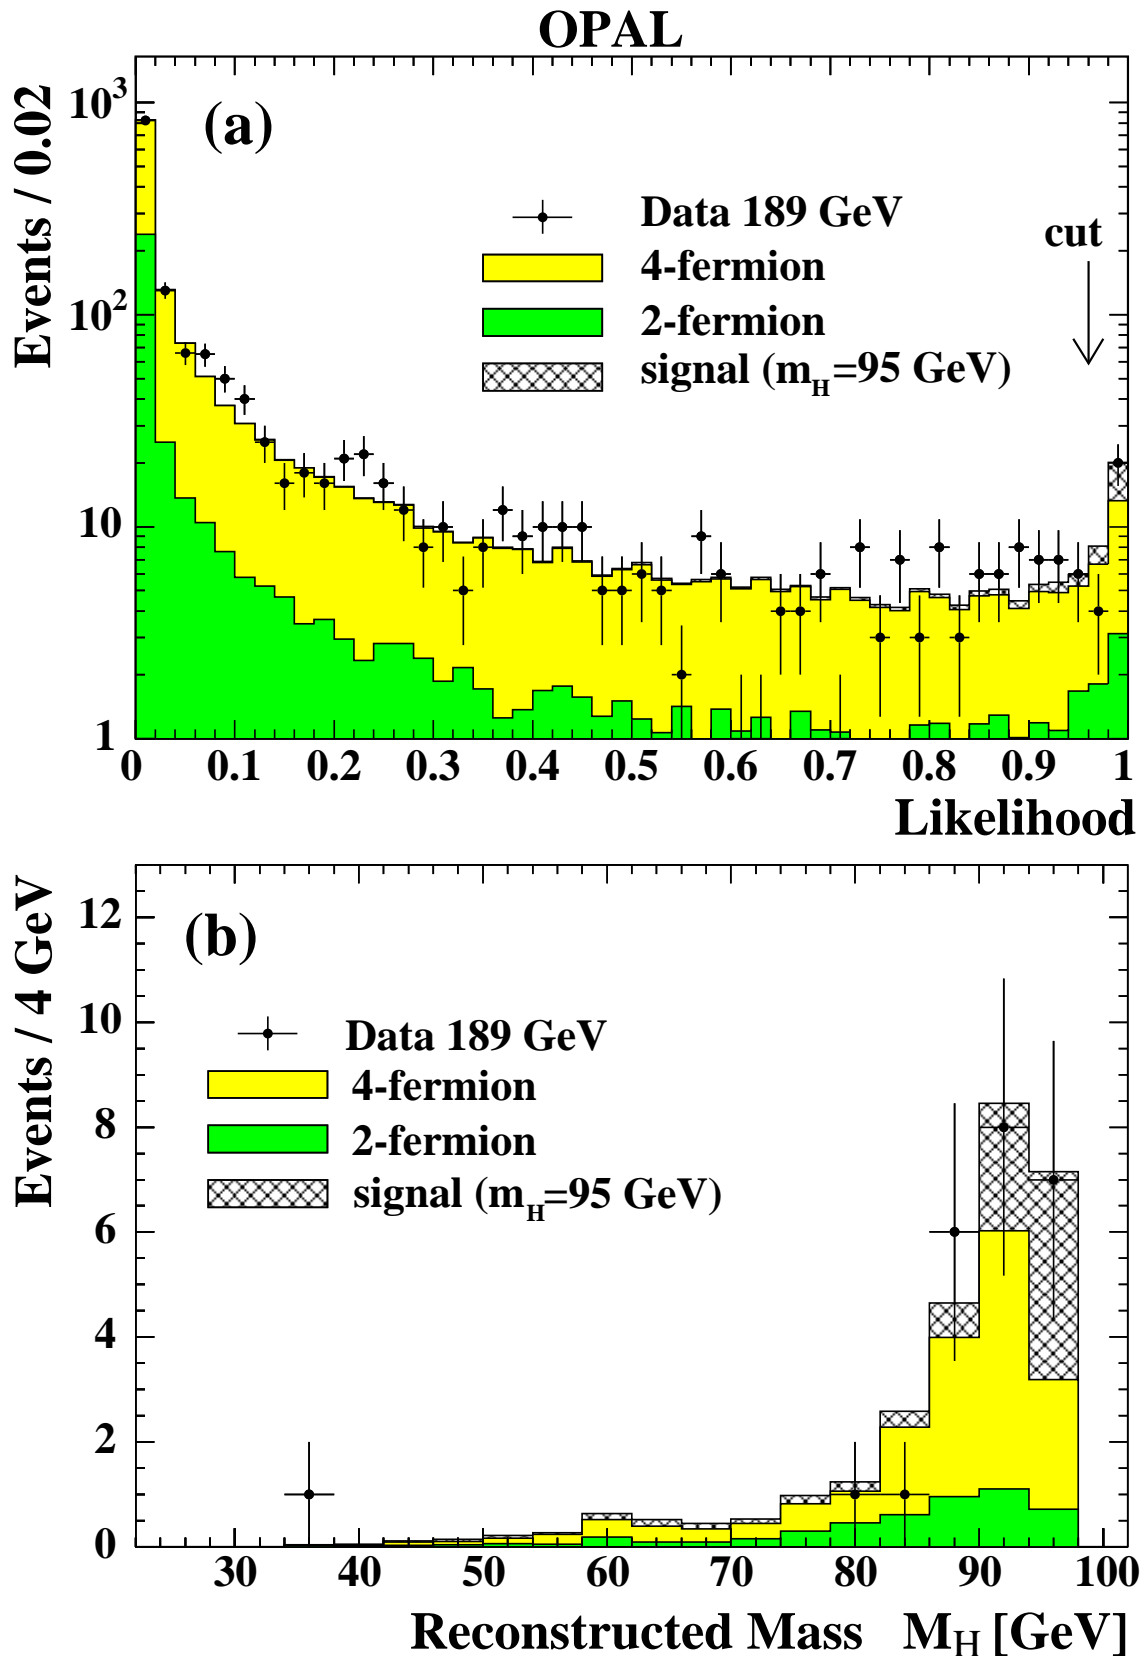 OPAL
Events / 0.02
(a)
10³
10²
10
1
Data 189 GeV
4-fermion
2-fermion
signal (mH=95 GeV)
cut
0 0.1 0.2 0.3 0.4 0.5 0.6 0.7 0.8 0.9 1
Likelihood
Events / 4 GeV
(b)
12
10
8
6
4
2
0
Data 189 GeV
4-fermion
2-fermion
signal (mH=95 GeV)
30 40 50 60 70 80 90 100
Reconstructed Mass MH [GeV]